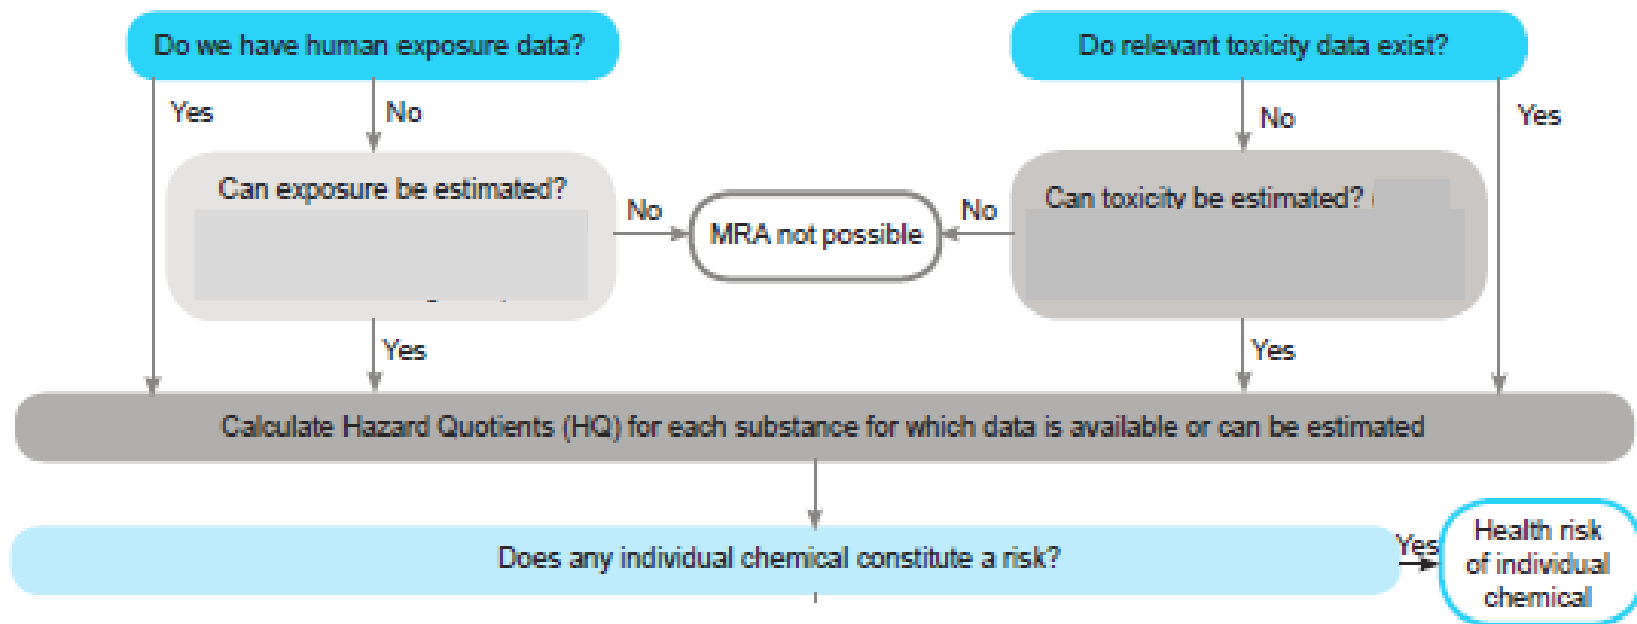 Do we have human exposure data?
Do relevant toxicity data exist?
Yes
No
No
Yes
Can exposure be estimated?
Can toxicity be estimated? (
No
MRA not possible
No
Yes
Yes
Calculate Hazard Quotients (HQ) for each substance for which data is available or can be estimated
Does any individual chemical constitute a risk?
Yes
Health risk
of individual
chemical